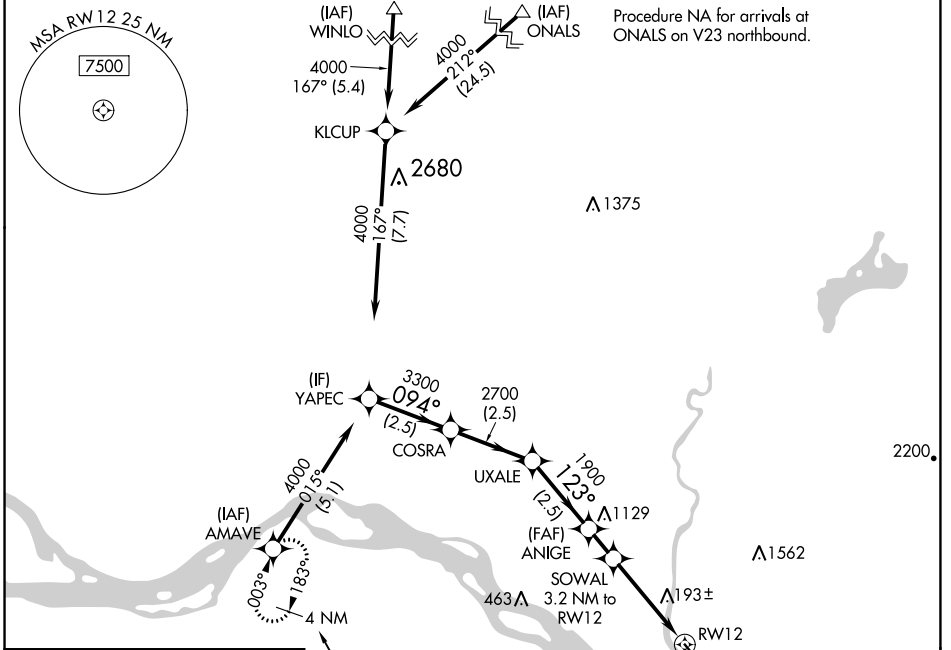 MSA RW12 25 NM
7500
(IAF)
WINLO
(IAF)
ONALS
Procedure NA for arrivals at
ONALS on V23 northbound.
4000
167° (5.4)
4000
212°
(24.5)
KLCUP
2680
4000
167°
(7.7)
1375
(IF)
YAPEC
3300
094°
(2.5)
COSRA
2700
(2.5)
UXALE
1900
123°
(2.5)
2200
4000
015°
(5.1)
(IAF)
AMAVE
(FAF)
ANIGE
1129
SOWAL
3.2 NM to
RW12
1562
003°
183°
4 NM
463
193±
RW12